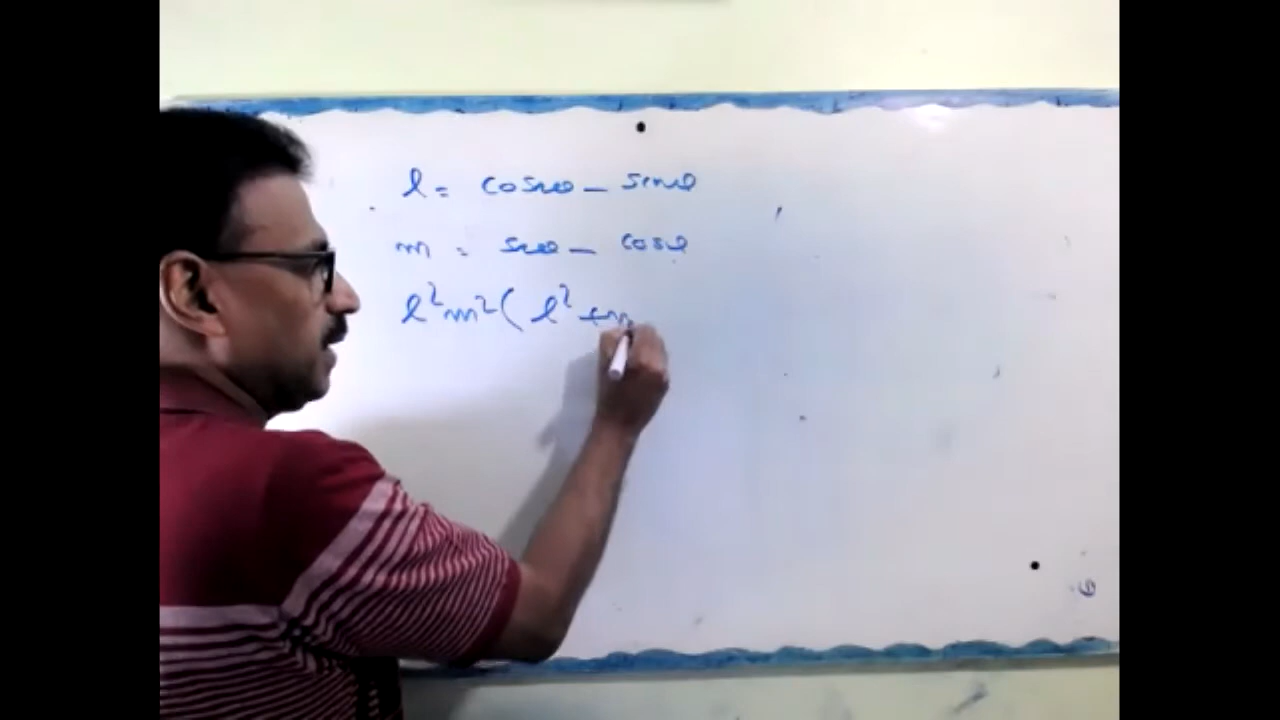 l = cosecθ - sinθ
m = secθ - cosθ
l²m²( l² + m